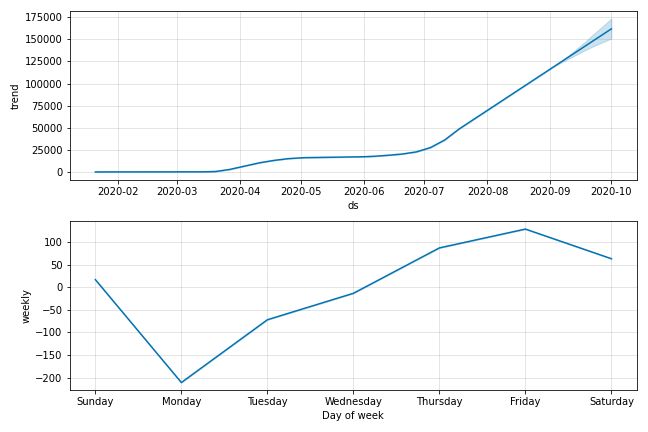 175000
150000
125000
100000
75000
50000
25000
0
trend
2020-02 2020-03 2020-04 2020-05 2020-06 2020-07 2020-08 2020-09 2020-10
ds
100
50
0
−50
−100
−150
−200
weekly
Sunday Monday Tuesday Wednesday Thursday Friday Saturday
Day of week